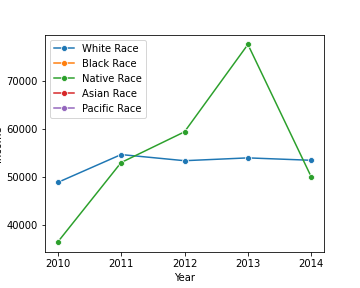 White Race
Black Race
Native Race
Asian Race
Pacific Race
70000
60000
50000
40000
2010 2011 2012 2013 2014
Year